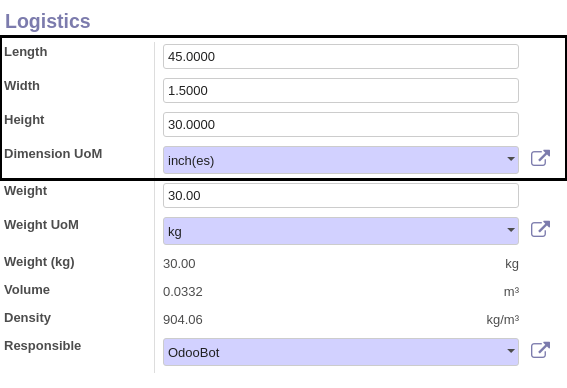 Logistics
Length 45.0000
Width 1.5000
Height 30.0000
Dimension UoM inch(es)
Weight 30.00
Weight UoM kg
Weight (kg) 30.00 kg
Volume 0.0332 m³
Density 904.06 kg/m³
Responsible OdooBot